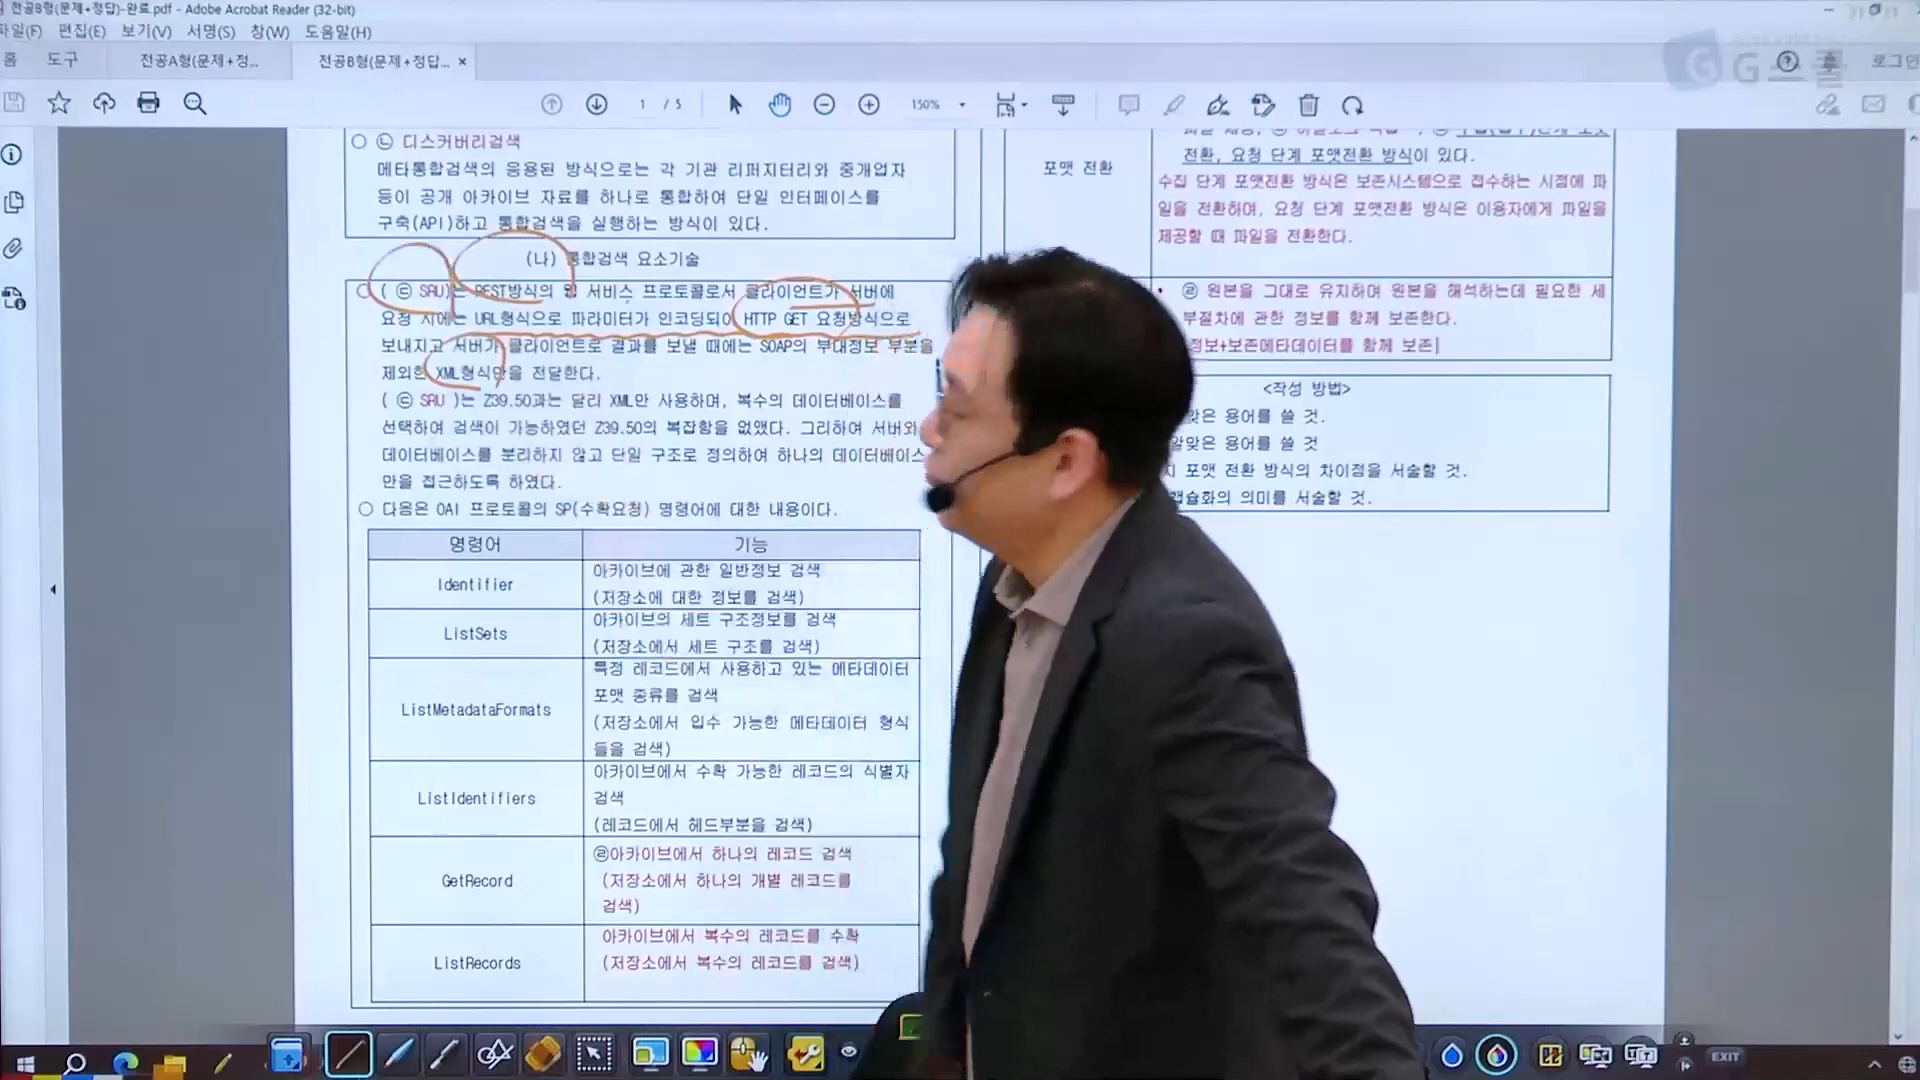 전공B형(문제+정답)-완료.pdf - Adobe Acrobat Reader (32-bit)
파일(F) 편집(E) 보기(V) 서명(S) 창(W) 도움말(H)
홈 도구 전공A형(문제+정... 전공B형(문제+정답... ×
G스쿨
로그인
1 / 5 150%
○ ㉡ 디스커버리검색
메타통합검색의 응용된 방식으로는 각 기관 리퍼지터리와 중개업자
등이 공개 아카이브 자료를 하나로 통합하여 단일 인터페이스를
구축(API)하고 통합검색을 실행하는 방식이 있다.
(나) 통합검색 요소기술
○ ( ㉢ SRU)는 REST방식의 웹 서비스 프로토콜로서 클라이언트가 서버에
요청 시에는 URL형식으로 파라미터가 인코딩되어 HTTP GET 요청방식으로
보내지고 서버가 클라이언트로 결과를 보낼 때에는 SOAP의 부대정보 부분을
제외한 XML형식만을 전달한다.
( ㉢ SRU )는 Z39.50과는 달리 XML만 사용하며, 복수의 데이터베이스를
선택하여 검색이 가능하였던 Z39.50의 복잡함을 없앴다. 그리하여 서버와
데이터베이스를 분리하지 않고 단일 구조로 정의하여 하나의 데이터베이스
만을 접근하도록 하였다.
○ 다음은 OAI 프로토콜의 SP(수확요청) 명령어에 대한 내용이다.
명령어 기능
Identifier 아카이브에 관한 일반정보 검색
(저장소에 대한 정보를 검색)
ListSets 아카이브의 세트 구조정보를 검색
(저장소에서 세트 구조를 검색)
ListMetadataFormats 특정 레코드에서 사용하고 있는 메타데이터
포맷 종류를 검색
(저장소에서 입수 가능한 메타데이터 형식
들을 검색)
ListIdentifiers 아카이브에서 수확 가능한 레코드의 식별자
검색
(레코드에서 헤드부분을 검색)
GetRecord ㉣아카이브에서 하나의 레코드 검색
(저장소에서 하나의 개별 레코드를
검색)
ListRecords 아카이브에서 복수의 레코드를 수확
(저장소에서 복수의 레코드를 검색)
포맷 전환
전환, 요청 단계 포맷전환 방식이 있다.
수집 단계 포맷전환 방식은 보존시스템으로 접수하는 시점에 파
일을 전환하여, 요청 단계 포맷전환 방식은 이용자에게 파일을
제공할 때 파일을 전환한다.
㉣ 원본을 그대로 유지하며 원본을 해석하는데 필요한 세
부절차에 관한 정보를 함께 보존한다.
정보+보존메타데이터를 함께 보존
<작성 방법>
맞은 용어를 쓸 것.
알맞은 용어를 쓸 것
지 포맷 전환 방식의 차이점을 서술할 것.
캡슐화의 의미를 서술할 것.
EXIT